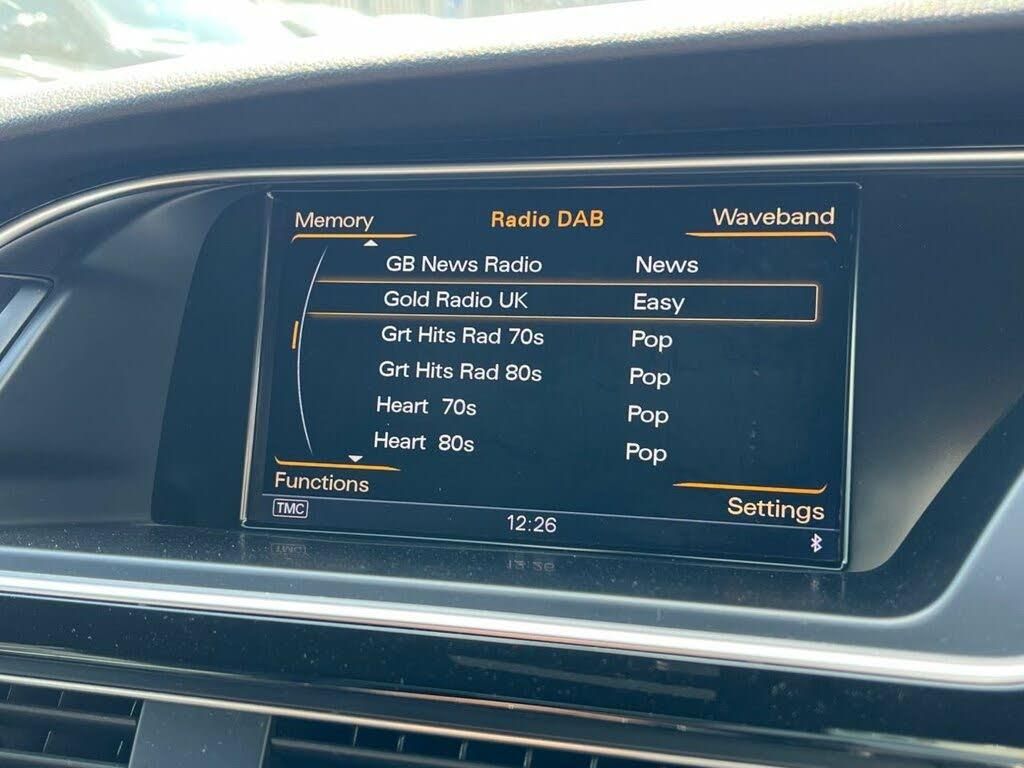 Memory Radio DAB Waveband
GB News Radio News
Gold Radio UK Easy
Grt Hits Rad 70s Pop
Grt Hits Rad 80s Pop
Heart 70s Pop
Heart 80s Pop
Functions Settings
TMC 12:26